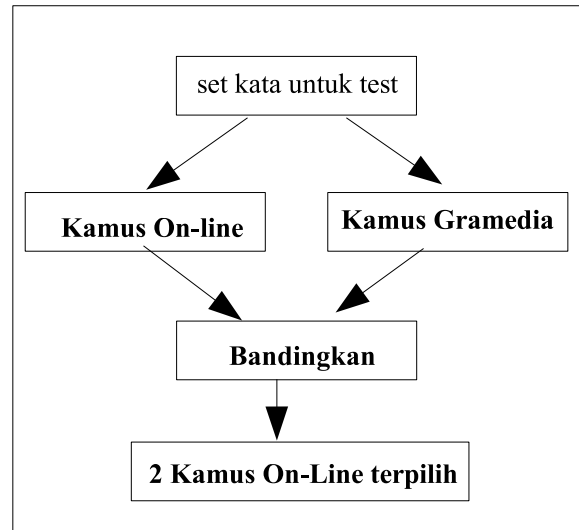 set kata untuk test
Kamus On-line
Kamus Gramedia
Bandingkan
2 Kamus On-Line terpilih